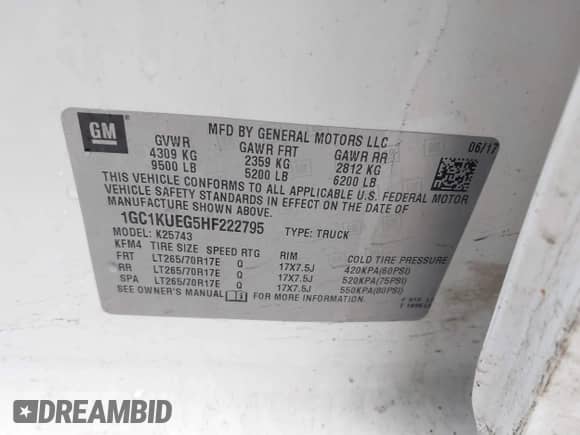 GM ®
MFD BY GENERAL MOTORS LLC
06/17
GVWR GAWR FRT GAWR RR
4309 KG 2359 KG 2812 KG
9500 LB 5200 LB 6200 LB
THIS VEHICLE CONFORMS TO ALL APPLICABLE U.S. FEDERAL MOTOR
VEHICLE SAFETY STANDARDS IN EFFECT ON THE DATE OF
MANUFACTURE SHOWN ABOVE.
1GC1KUEG5HF222795
MODEL: K25743 TYPE: TRUCK
KFM4 TIRE SIZE SPEED RTG RIM COLD TIRE PRESSURE
FRT LT265/70R17E Q 17X7.5J 420KPA(60PSI)
RR LT265/70R17E Q 17X7.5J 520KPA(75PSI)
SPA LT265/70R17E Q 17X7.5J 550KPA(80PSI)
SEE OWNER'S MANUAL i FOR MORE INFORMATION.
DREAMBID
DREAMBID.COM